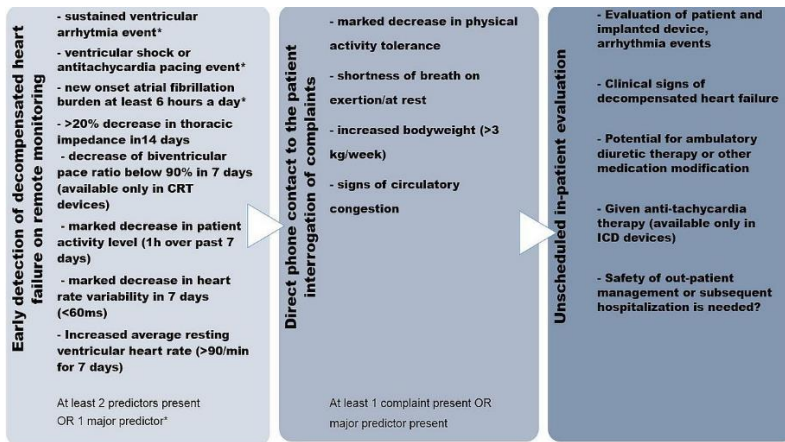 Early detection of decompensated heart
failure on remote monitoring
- sustained ventricular
arrhytmia event*
- ventricular shock or
antitachycardia pacing event*
- new onset atrial fibrillation
burden at least 6 hours a day*
- >20% decrease in thoracic
impedance in14 days
- decrease of biventricular
pace ratio below 90% in 7 days
(available only in CRT
devices)
- marked decrease in patient
activity level (1h over past 7
days)
- marked decrease in heart
rate variability in 7 days
(<60ms)
- Increased average resting
ventricular heart rate (>90/min
for 7 days)
At least 2 predictors present
OR 1 major predictor*
Direct phone contact to the patient
interrogation of complaints
- marked decrease in physical
activity tolerance
- shortness of breath on
exertion/at rest
- increased bodyweight (>3
kg/week)
- signs of circulatory
congestion
At least 1 complaint present OR
major predictor present
Unscheduled in-patient evaluation
- Evaluation of patient and
implanted device,
arrhythmia events
- Clinical signs of
decompensated heart failure
- Potential for ambulatory
diuretic therapy or other
medication modification
- Given anti-tachycardia
therapy (available only in
ICD devices)
- Safety of out-patient
management or subsequent
hospitalization is needed?